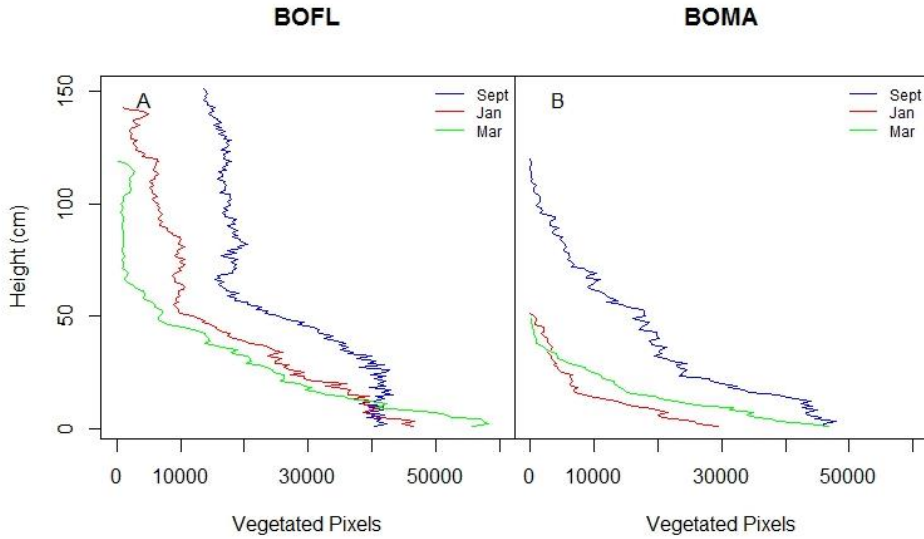 BOFL
BOMA
A
Sept
Jan
Mar
B
Sept
Jan
Mar
Height (cm)
150
100
50
0
0 10000 30000 50000
0 10000 30000 50000
Vegetated Pixels
Vegetated Pixels